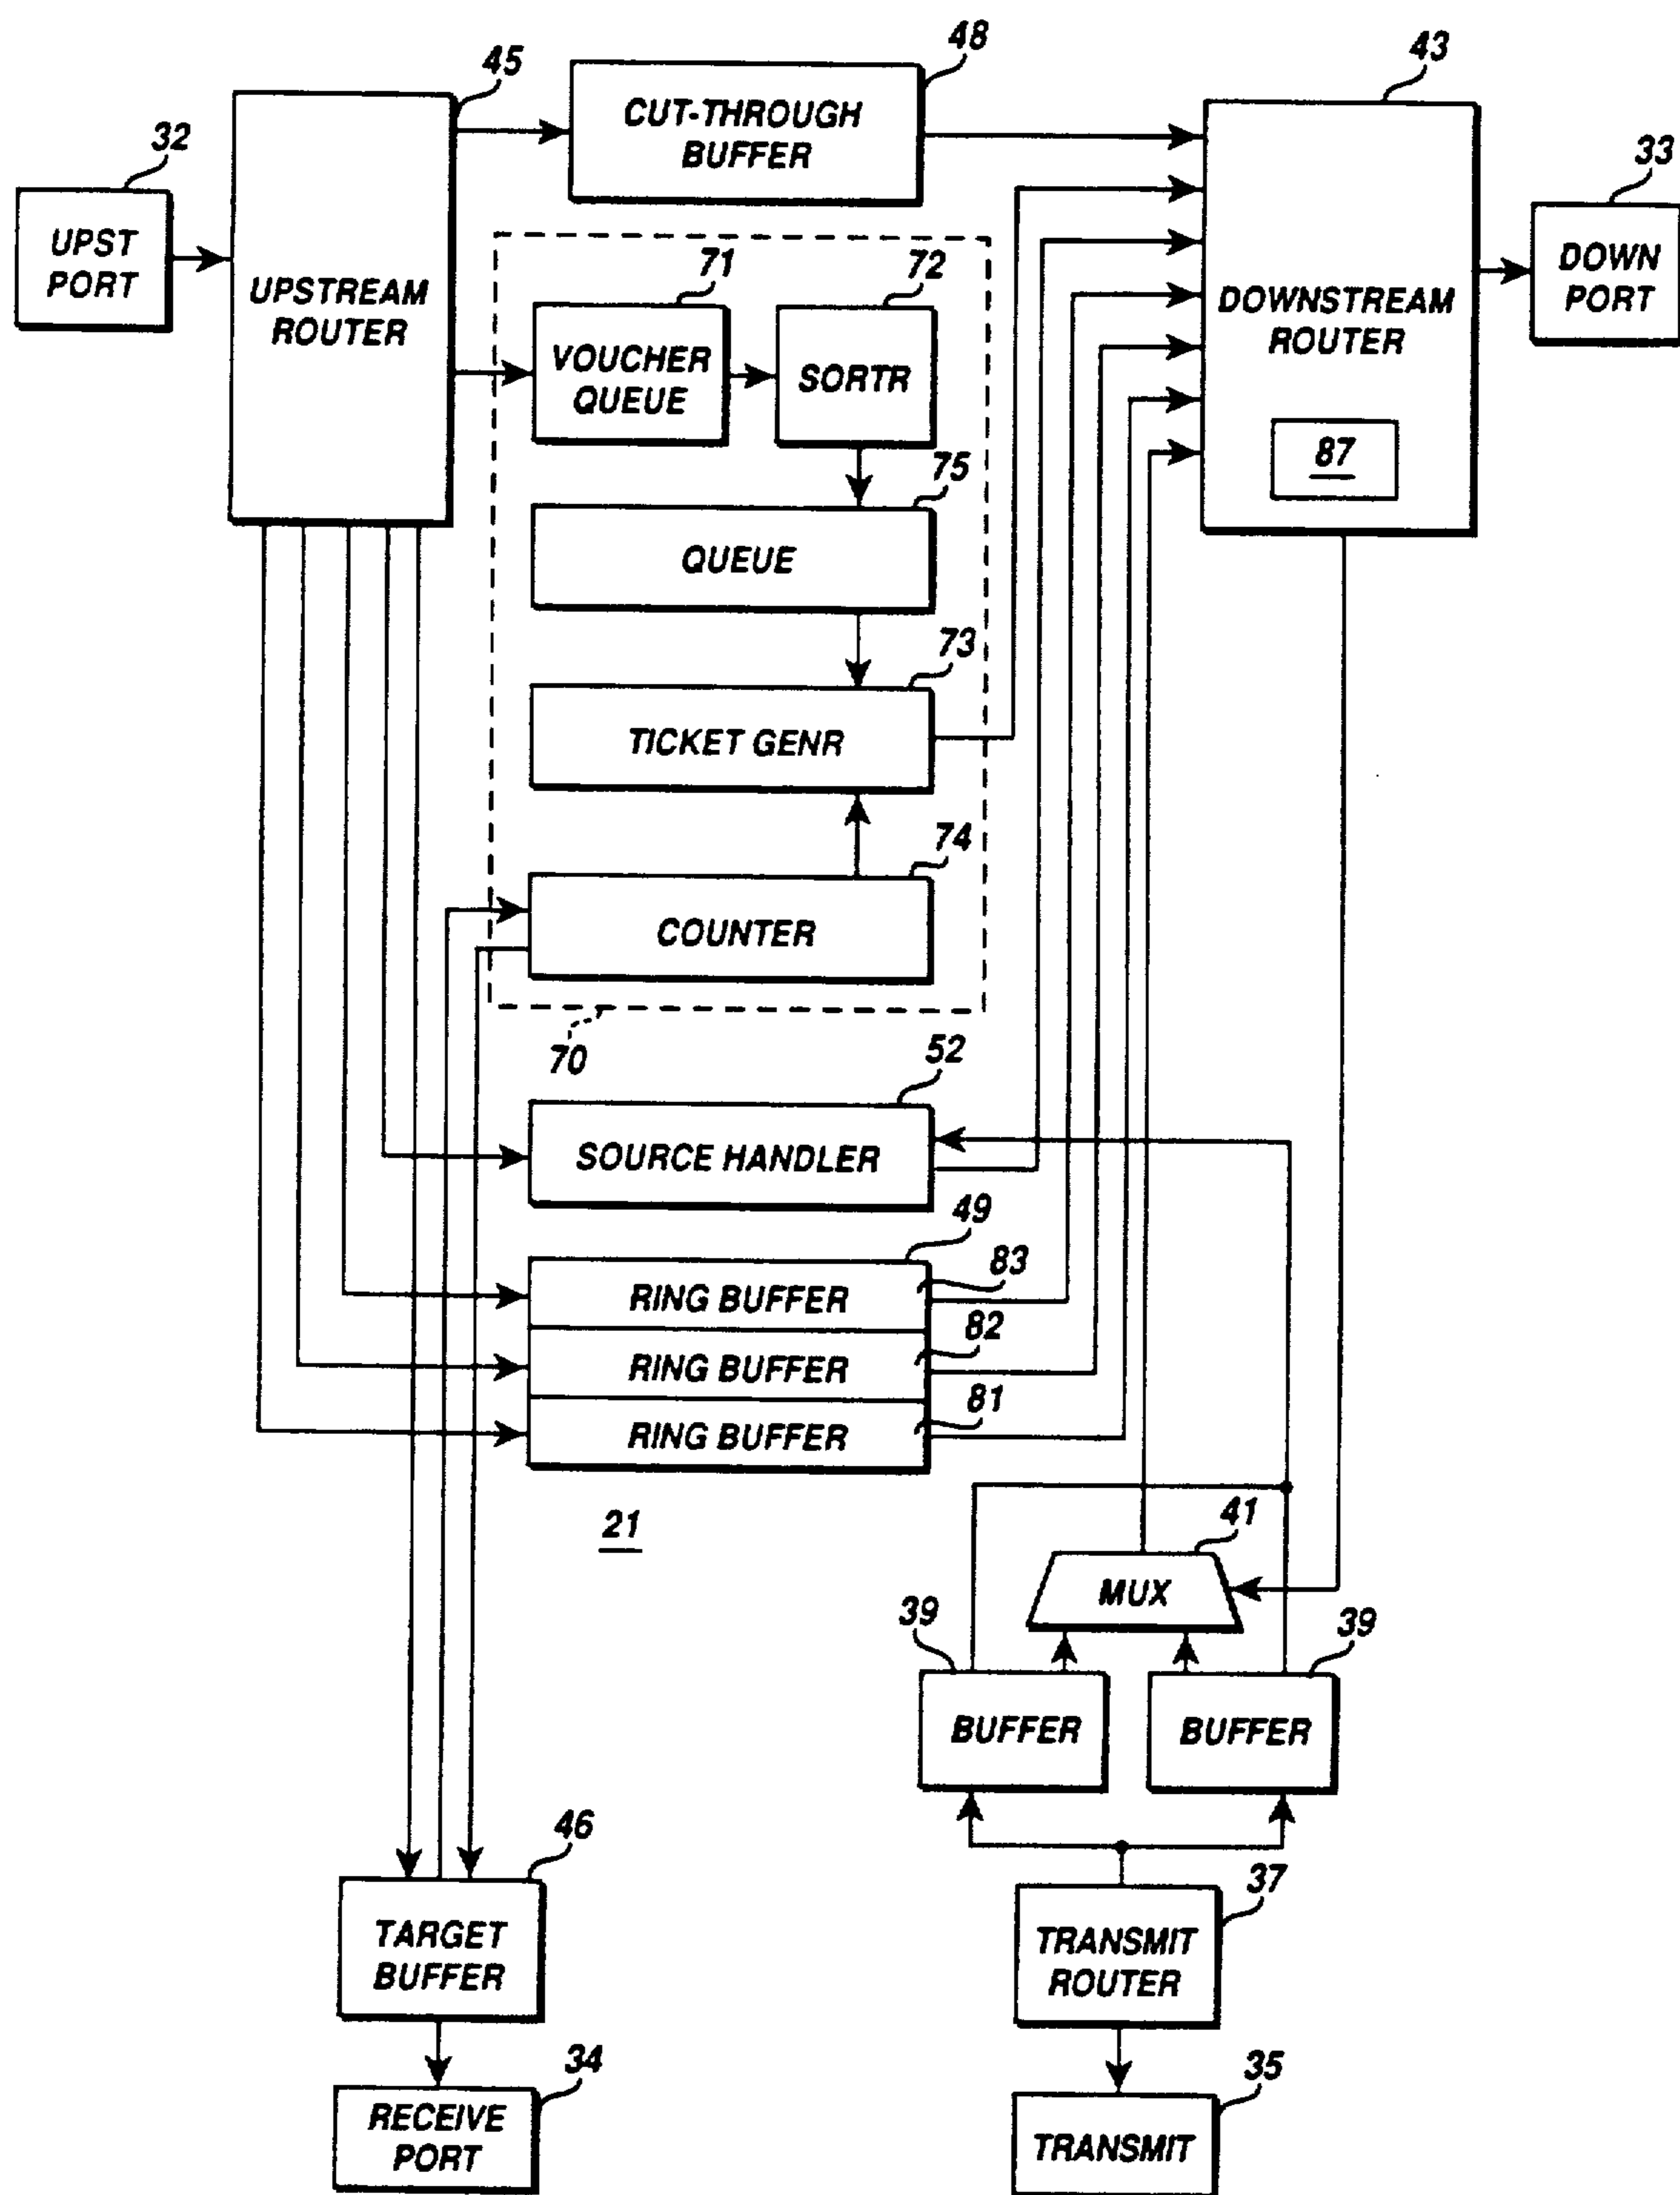 45
48
43
32
33
CUT-THROUGH
BUFFER
UPST
PORT
UPSTREAM
ROUTER
DOWNSTREAM
ROUTER
DOWN
PORT
71
72
VOUCHER
QUEUE
SORTR
87
75
QUEUE
73
TICKET GENR
74
COUNTER
70
52
SOURCE HANDLER
49
83
RING BUFFER
82
RING BUFFER
81
RING BUFFER
21
41
MUX
39
39
BUFFER
BUFFER
46
TARGET
BUFFER
37
TRANSMIT
ROUTER
34
RECEIVE
PORT
35
TRANSMIT